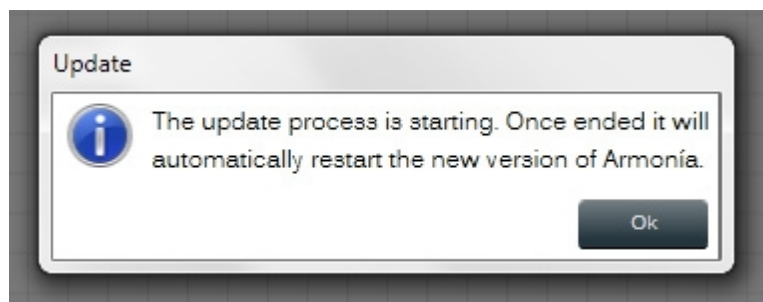 Update
The update process is starting. Once ended it will
automatically restart the new version of Armonía.
Ok